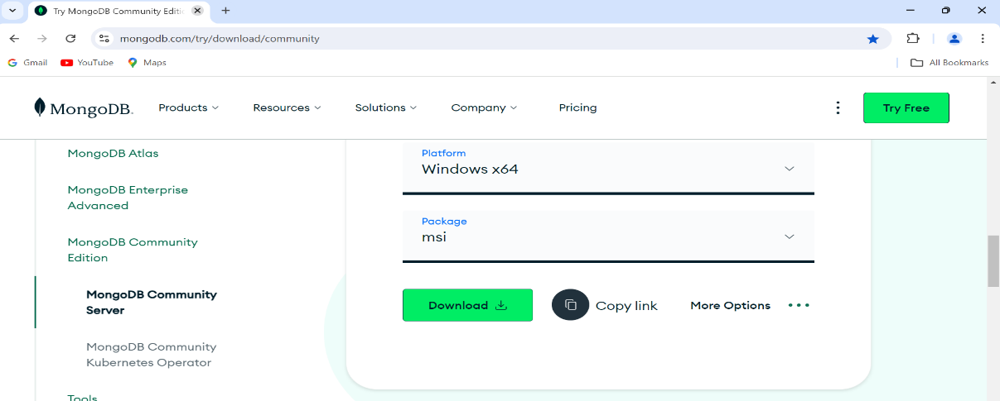 Try MongoDB Community Editi
mongodb.com/try/download/community
Gmail YouTube Maps All Bookmarks
MongoDB. Products Resources Solutions Company Pricing Try Free
MongoDB Atlas
MongoDB Enterprise
Advanced
MongoDB Community
Edition
MongoDB Community
Server
MongoDB Community
Kubernetes Operator
Tools
Platform
Windows x64
Package
msi
Download Copy link More Options